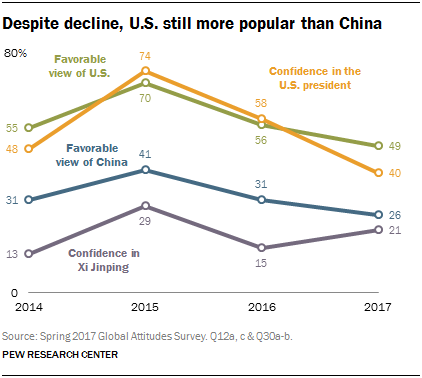 Despite decline, U.S. still more popular than China
80%
Favorable
view of U.S.
74
Confidence in the
U.S. president
70
58
56
55
48
49
40
Favorable
view of China
41
31
31
26
21
29
Confidence in
Xi Jinping
13
15
0
2014
2015
2016
2017
Source: Spring 2017 Global Attitudes Survey. Q12a, c & Q30a-b.
PEW RESEARCH CENTER